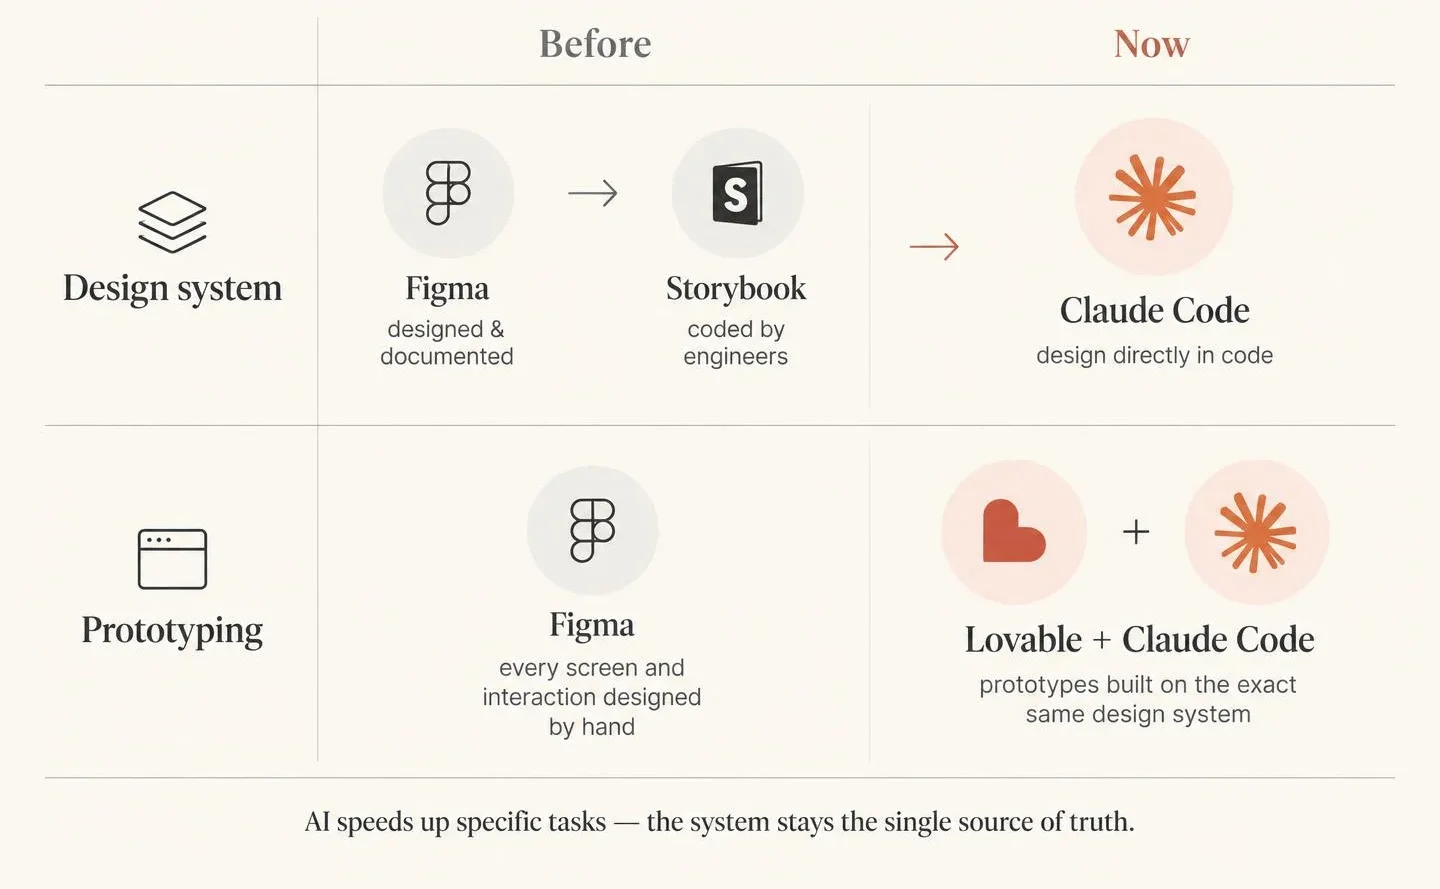 Before
Now
Design system
Figma
designed &
documented
S
Storybook
coded by
engineers
Claude Code
design directly in code
Prototyping
Figma
every screen and
interaction designed
by hand
+
Lovable + Claude Code
prototypes built on the exact
same design system
AI speeds up specific tasks — the system stays the single source of truth.